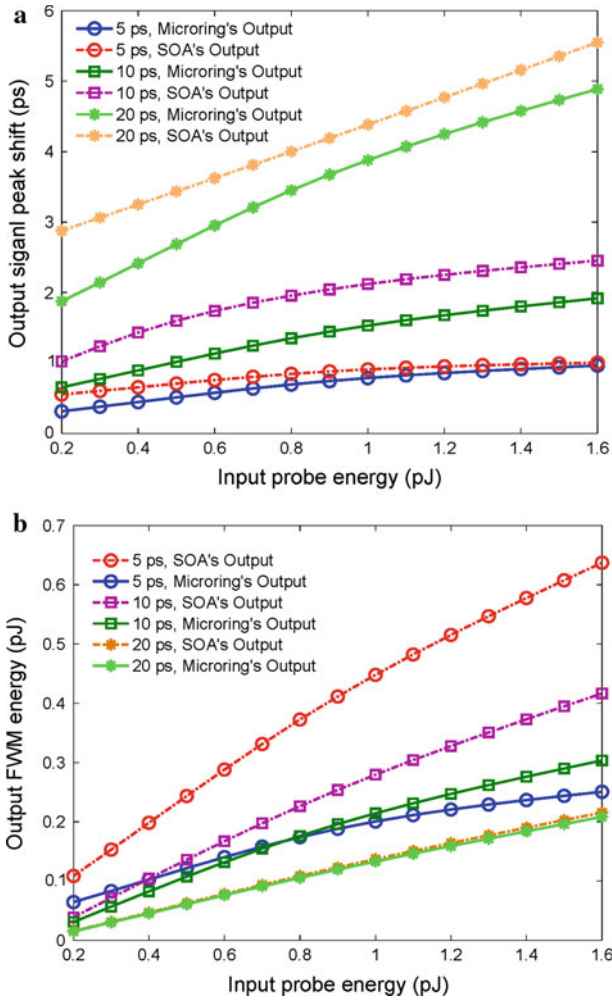 a
6
5
4
3
2
1
0
Output siganl peak shift (ps)
5 ps, Microring's Output
5 ps, SOA's Output
10 ps, Microring's Output
10 ps, SOA's Output
20 ps, Microring's Output
20 ps, SOA's Output
0.2 0.4 0.6 0.8 1 1.2 1.4 1.6
Input probe energy (pJ)
b
0.7
0.6
0.5
0.4
0.3
0.2
0.1
0
Output FWM energy (pJ)
5 ps, SOA's Output
5 ps, Microring's Output
10 ps, SOA's Output
10 ps, Microring's Output
20 ps, SOA's Output
20 ps, Microring's Output
0.2 0.4 0.6 0.8 1 1.2 1.4 1.6
Input probe energy (pJ)